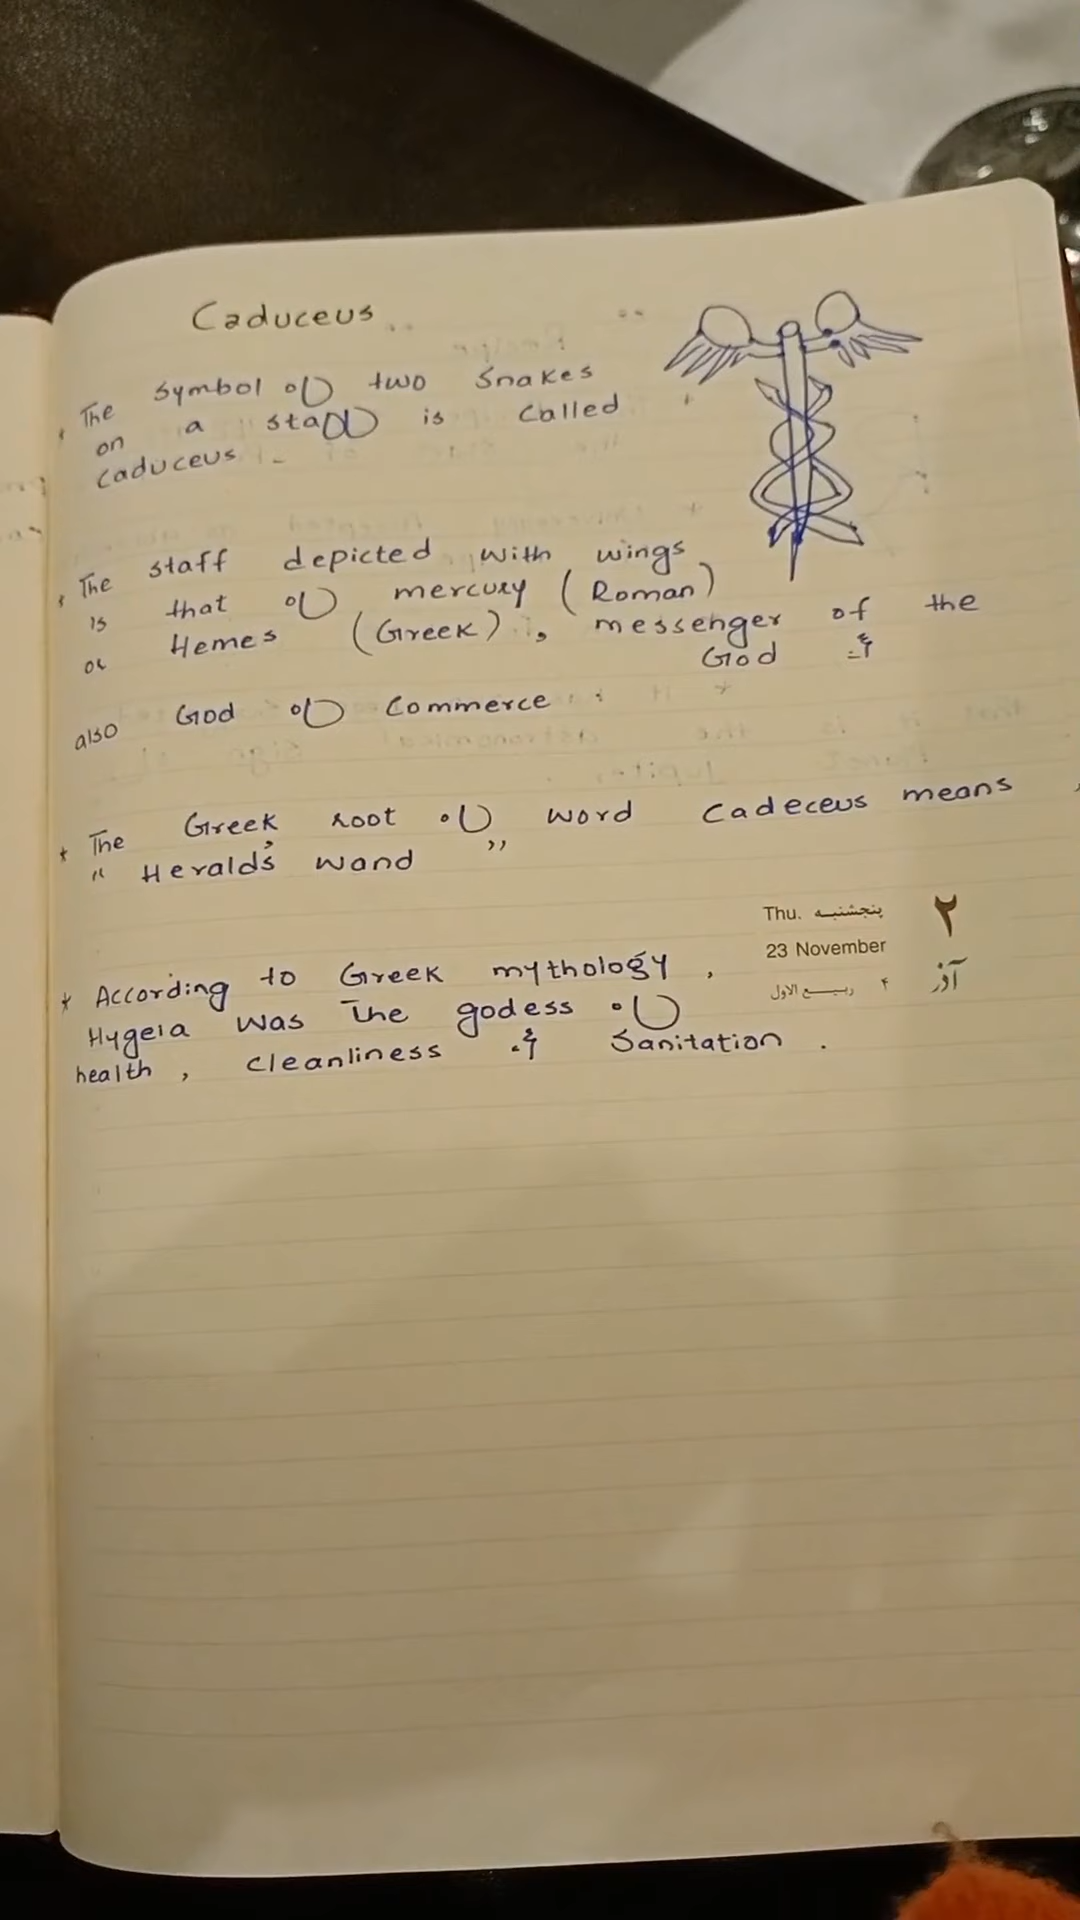 Caduceus
* The symbol of two Snakes
on a staff is Called
Caduceus -
* The staff depicted with wings
is that of mercury (Roman)
or Hemes (Greek), messenger of the
God &
also God of Commerce
* The Greek root of word Cadeceus means
" Herald's wand "
* According to Greek mythology,
Hygeia was The godess of
health, cleanliness & Sanitation.
Thu. پنجشنبه ۲
23 November
۴ ربیع الاول آذر